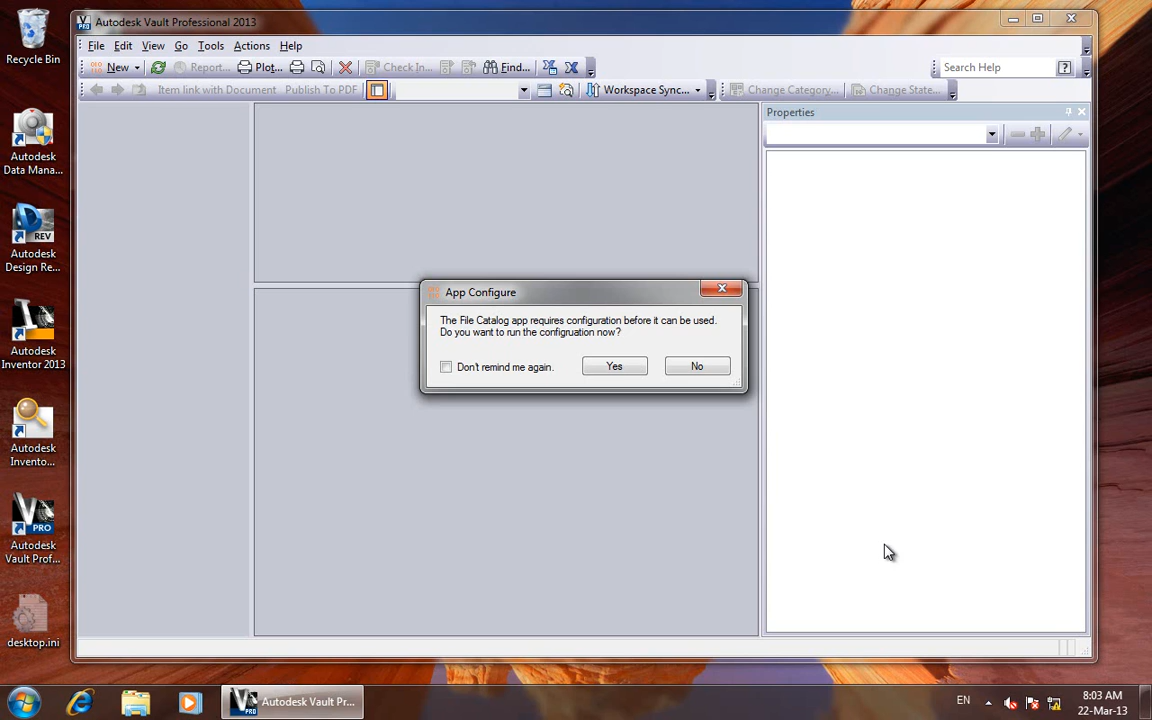 Recycle Bin
Autodesk
Data Mana...
REV
Autodesk
Design Re...
Autodesk
Inventor 2013
Autodesk
Invento...
PRO
Autodesk
Vault Prof...
desktop.ini
PRO
Autodesk Vault Professional 2013
File Edit View Go Tools Actions Help
New Report... Plot... Check In... Find... Search Help
Item link with Document Publish To PDF Workspace Sync... Change Category... Change State...
Properties
App Configure
The File Catalog app requires configuration before it can be used.
Do you want to run the configruation now?
Don't remind me again. Yes No
Autodesk Vault Pr...
EN
8:03 AM
22-Mar-13